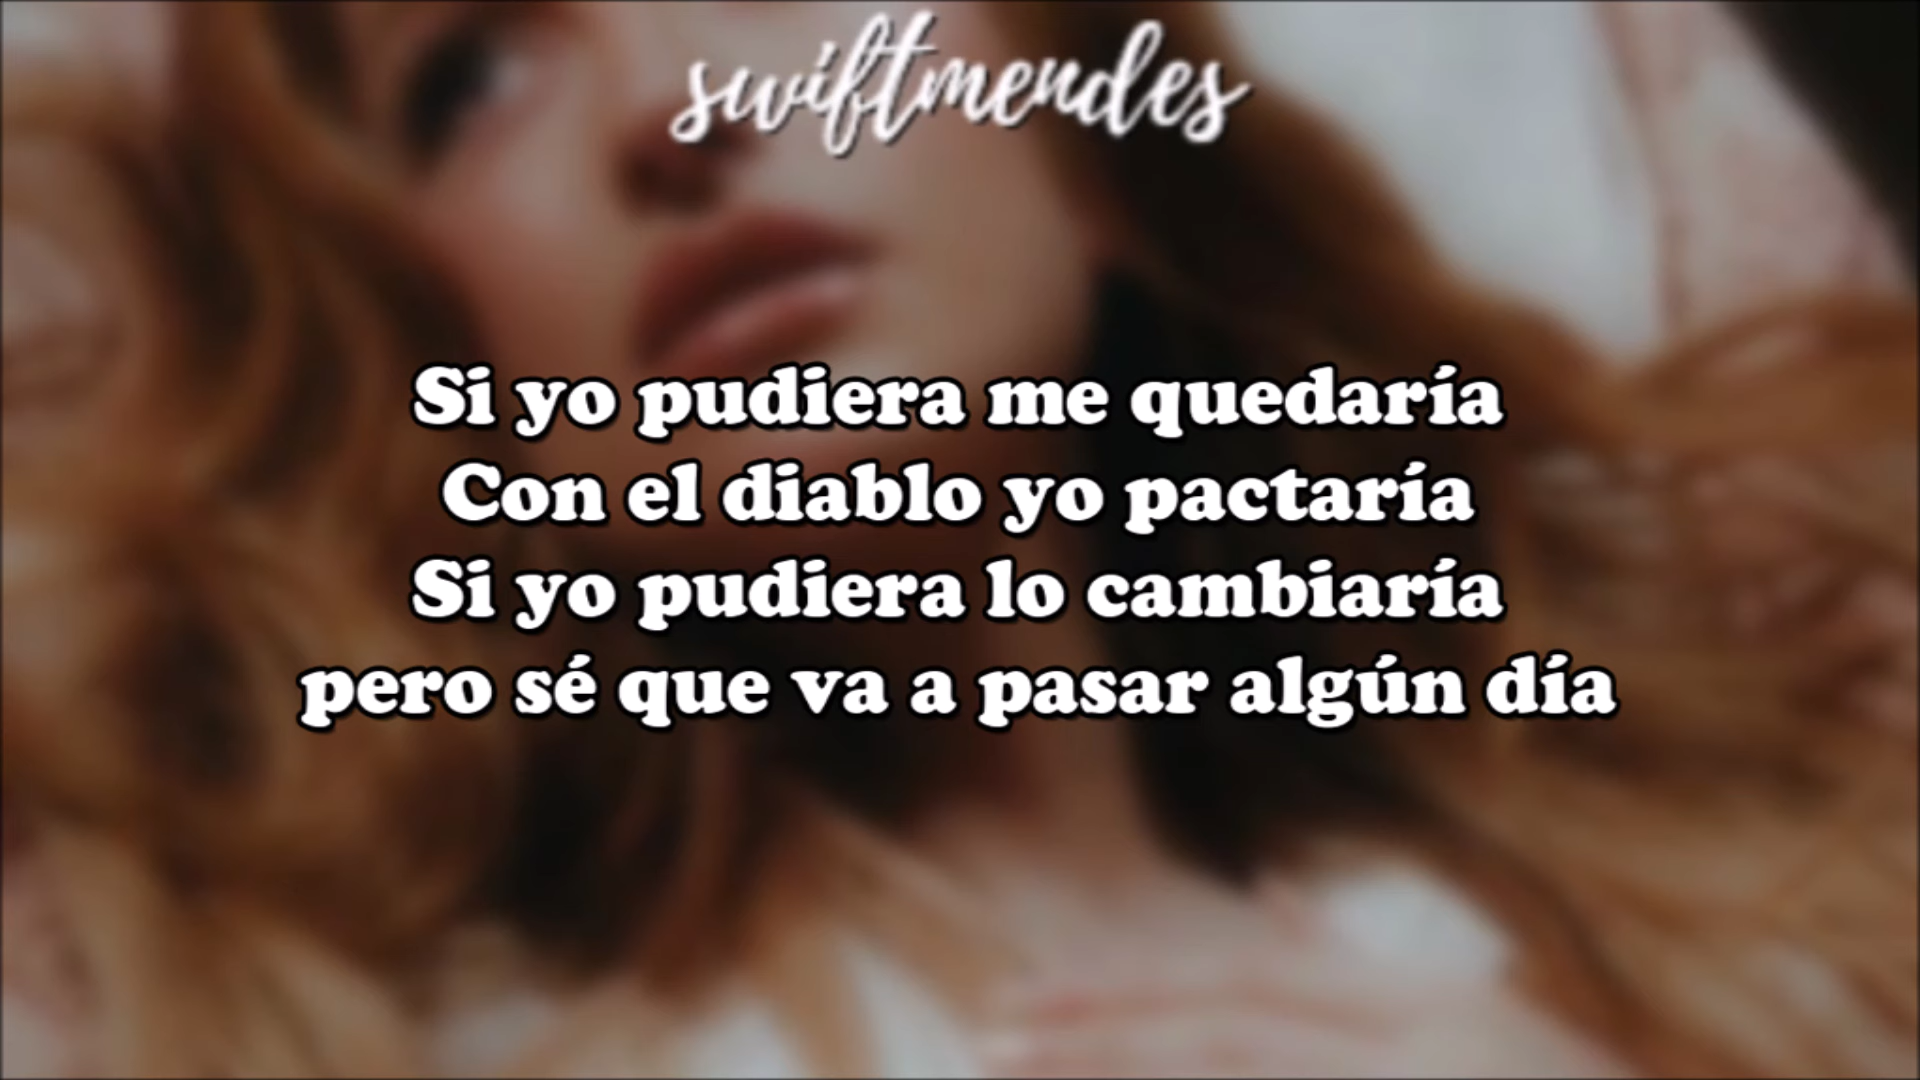 swiftmendes
Si yo pudiera me quedaría
Con el diablo yo pactaría
Si yo pudiera lo cambiaría
pero sé que va a pasar algún día